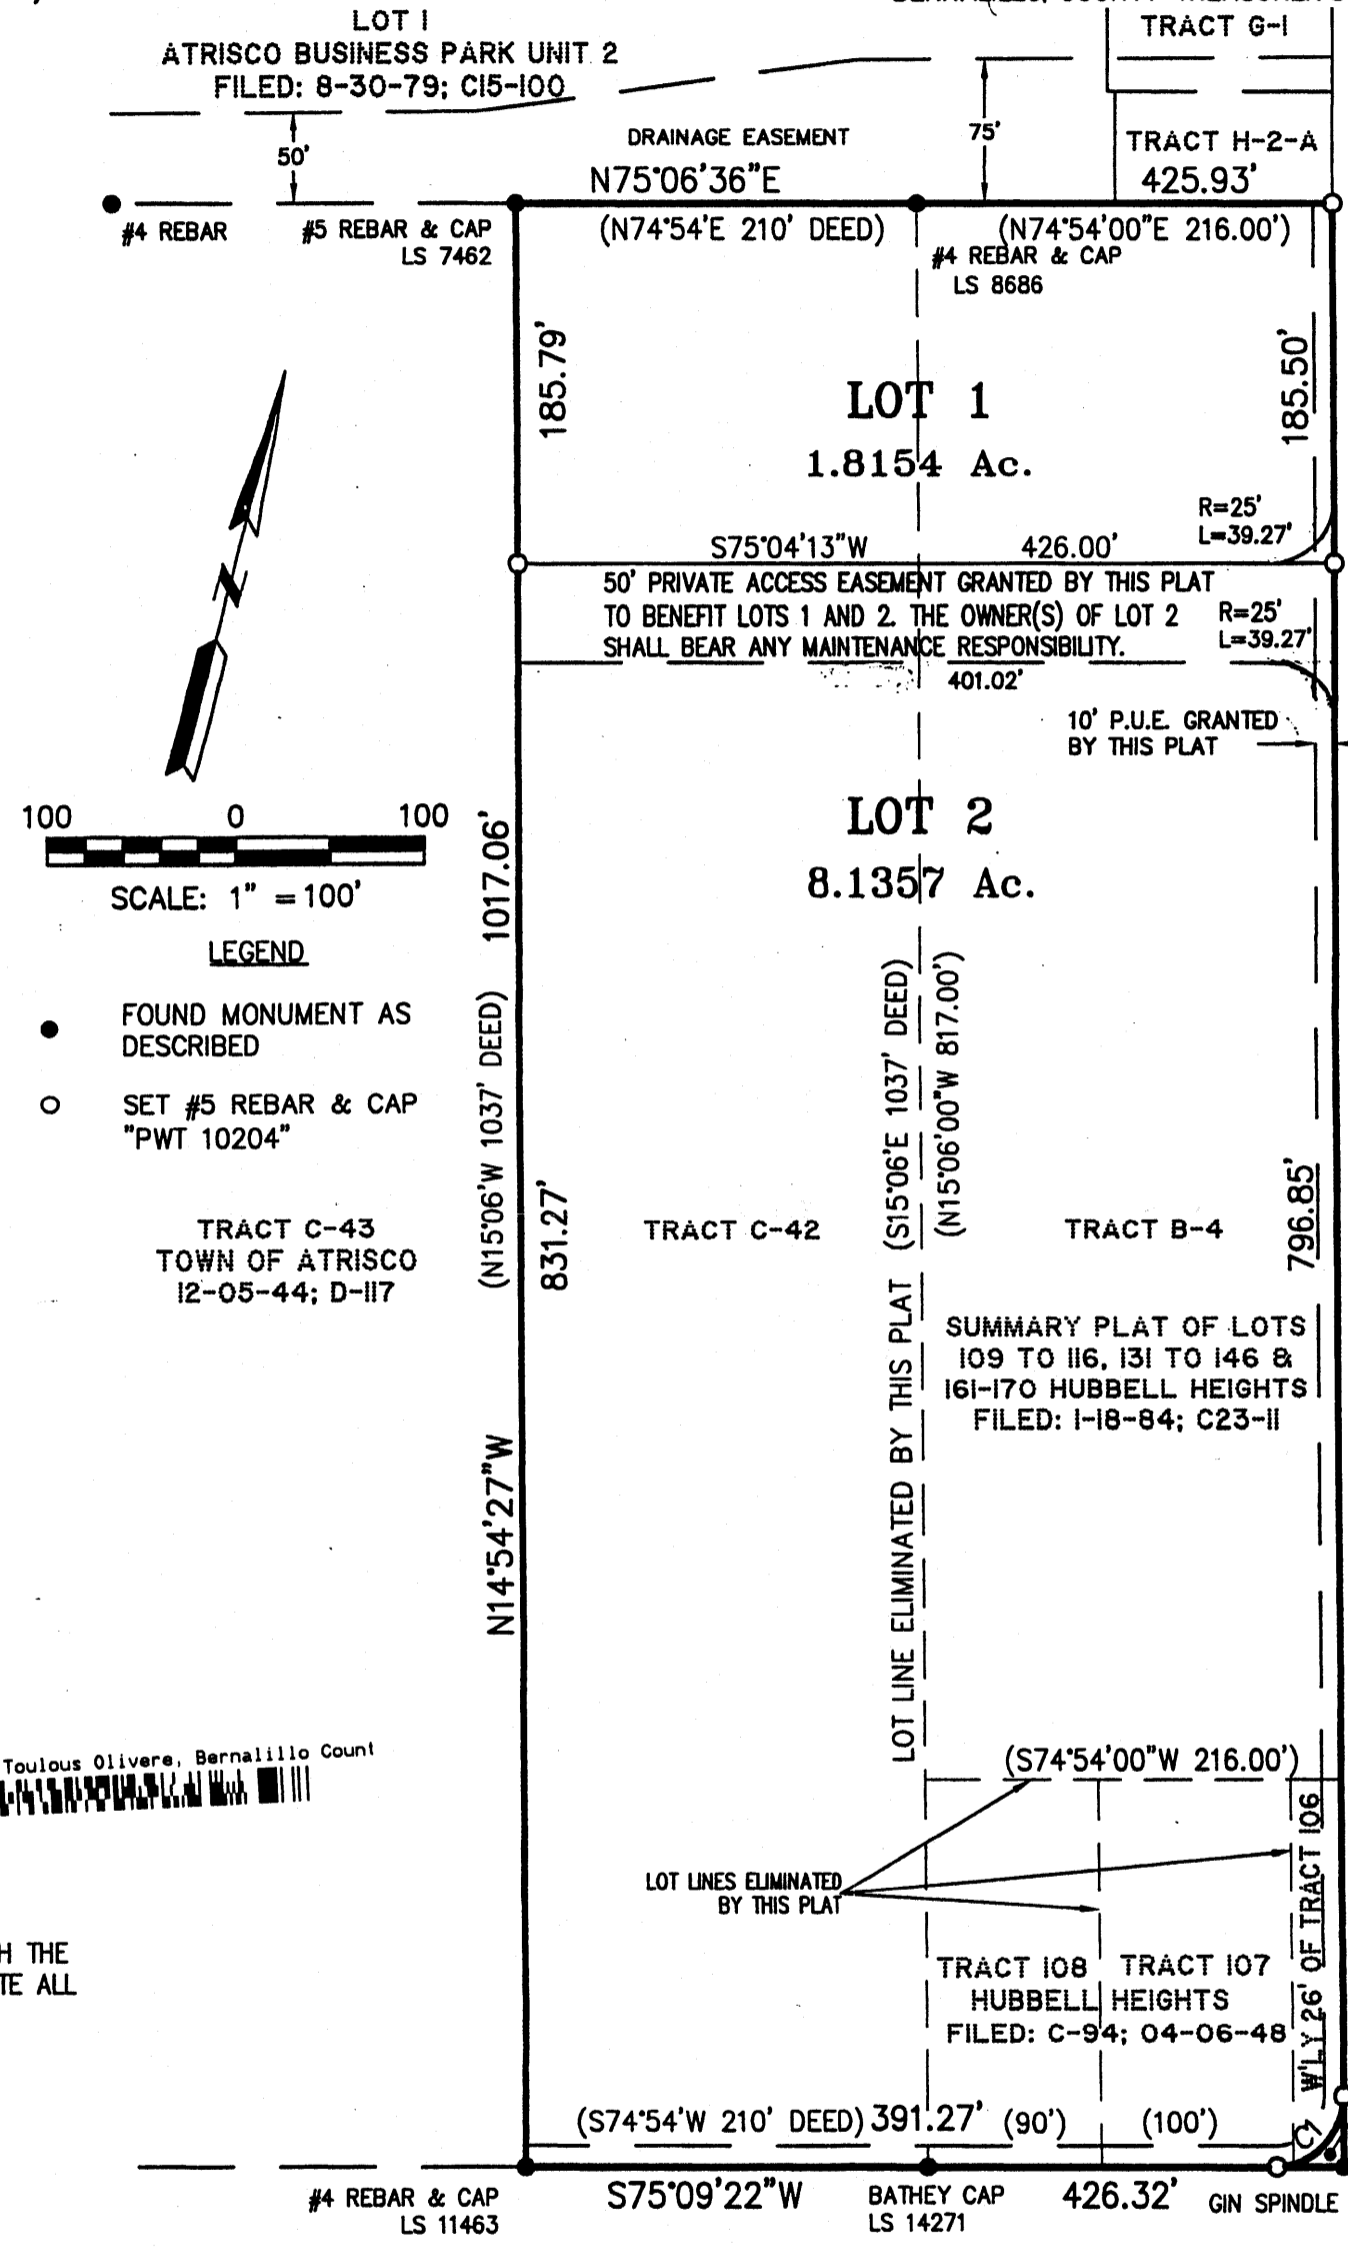 LOT 1
ATRISCO BUSINESS PARK UNIT 2
FILED: 8-30-79; C15-100
TRACT G-1
50'
DRAINAGE EASEMENT
75'
TRACT H-2-A
N75°06'36"E
425.93'
#4 REBAR
#5 REBAR & CAP
LS 7462
(N74°54'E 210' DEED)
(N74°54'00"E 216.00')
#4 REBAR & CAP
LS 8686
185.79'
185.50'
LOT 1
1.8154 Ac.
N
R=25'
L=39.27'
S75°04'13"W
426.00'
50' PRIVATE ACCESS EASEMENT GRANTED BY THIS PLAT
TO BENEFIT LOTS 1 AND 2. THE OWNER(S) OF LOT 2
SHALL BEAR ANY MAINTENANCE RESPONSIBILITY.
R=25'
L=39.27'
401.02'
10' P.U.E. GRANTED
BY THIS PLAT
100 0 100
SCALE: 1" = 100'
LOT 2
8.1357 Ac.
LEGEND
FOUND MONUMENT AS
DESCRIBED
SET #5 REBAR & CAP
"PWT 10204"
1017.06'
(N15°06'W 1037' DEED)
N14°54'27"W
831.27'
(S15°06'E 1037' DEED)
(N15°06'00"W 817.00')
LOT LINE ELIMINATED BY THIS PLAT
796.85'
TRACT C-43
TOWN OF ATRISCO
12-05-44; D-117
TRACT C-42
TRACT B-4
SUMMARY PLAT OF LOTS
109 TO 116, 131 TO 146 &
161-170 HUBBELL HEIGHTS
FILED: 1-18-84; C23-11
Toulous Olivere, Bernalillo Count
(S74°54'00"W 216.00')
LOT LINES ELIMINATED
BY THIS PLAT
W'LY 26' OF TRACT 106
H THE
TE ALL
TRACT 108 TRACT 107
HUBBELL HEIGHTS
FILED: C-94; 04-06-48
(S74°54'W 210' DEED) 391.27' (90') (100')
C1
#4 REBAR & CAP
LS 11463
S75°09'22"W
BATHEY CAP
LS 14271
426.32'
GIN SPINDLE